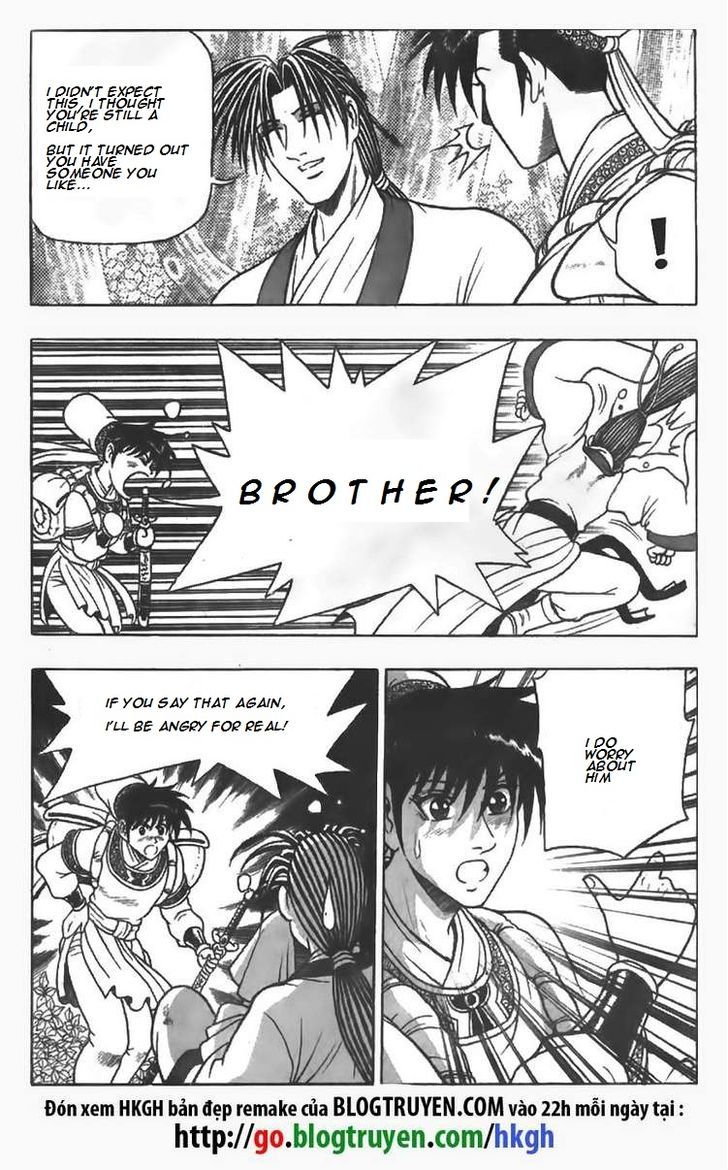 I DIDN'T EXPECT
THIS, I THOUGHT
YOU'RE STILL A
CHILD,
BUT IT TURNED OUT
YOU HAVE
SOMEONE YOU
LIKE...
!
BROTHER!
IF YOU SAY THAT AGAIN,
I'LL BE ANGRY FOR REAL!
I DO
WORRY
ABOUT
HIM
Đón xem HKGH bản đẹp remake của BLOGTRUYEN.COM vào 22h mỗi ngày tại :
http://go.blogtruyen.com/hkgh